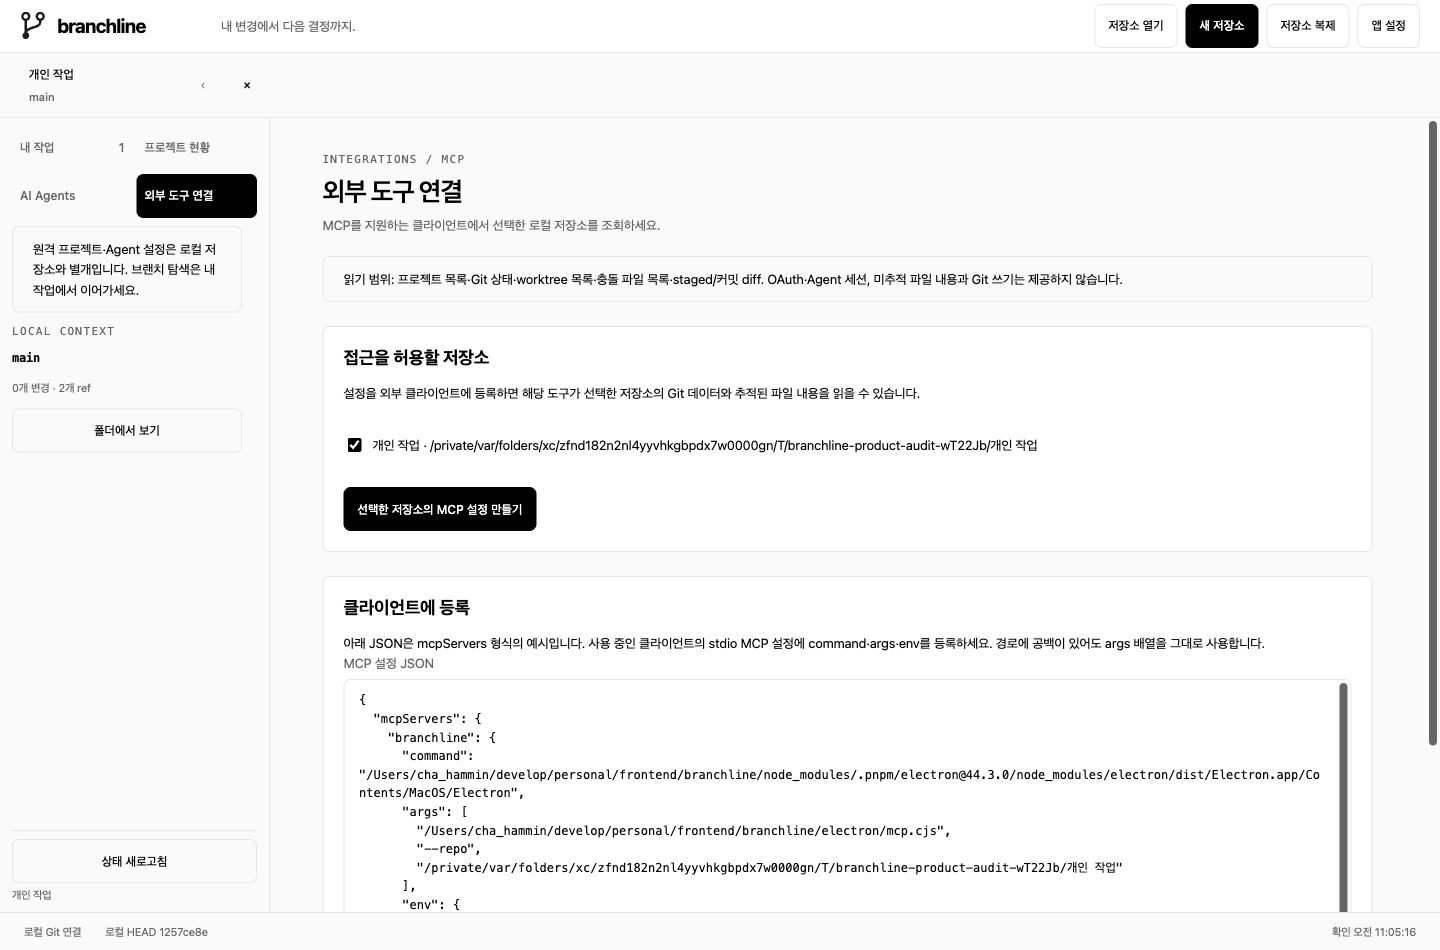 branchline
내 변경에서 다음 결정까지.
저장소 열기
새 저장소
저장소 복제
앱 설정
개인 작업
main
‹
×
내 작업
1
프로젝트 현황
AI Agents
외부 도구 연결
원격 프로젝트·Agent 설정은 로컬 저
장소와 별개입니다. 브랜치 탐색은 내
작업에서 이어가세요.
LOCAL CONTEXT
main
0개 변경 · 2개 ref
폴더에서 보기
상태 새로고침
개인 작업
INTEGRATIONS / MCP
외부 도구 연결
MCP를 지원하는 클라이언트에서 선택한 로컬 저장소를 조회하세요.
읽기 범위: 프로젝트 목록·Git 상태·worktree 목록·충돌 파일 목록·staged/커밋 diff. OAuth·Agent 세션, 미추적 파일 내용과 Git 쓰기는 제공하지 않습니다.
접근을 허용할 저장소
설정을 외부 클라이언트에 등록하면 해당 도구가 선택한 저장소의 Git 데이터와 추적된 파일 내용을 읽을 수 있습니다.
개인 작업 · /private/var/folders/xc/zfnd182n2nl4yyvhkgbpdx7w0000gn/T/branchline-product-audit-wT22Jb/개인 작업
선택한 저장소의 MCP 설정 만들기
클라이언트에 등록
아래 JSON은 mcpServers 형식의 예시입니다. 사용 중인 클라이언트의 stdio MCP 설정에 command·args·env를 등록하세요. 경로에 공백이 있어도 args 배열을 그대로 사용합니다.
MCP 설정 JSON
{
"mcpServers": {
"branchline": {
"command":
"/Users/cha_hammin/develop/personal/frontend/branchline/node_modules/.pnpm/electron@44.3.0/node_modules/electron/dist/Electron.app/Co
ntents/MacOS/Electron",
"args": [
"/Users/cha_hammin/develop/personal/frontend/branchline/electron/mcp.cjs",
"--repo",
"/private/var/folders/xc/zfnd182n2nl4yyvhkgbpdx7w0000gn/T/branchline-product-audit-wT22Jb/개인 작업"
],
"env": {
로컬 Git 연결
로컬 HEAD 1257ce8e
확인 오전 11:05:16